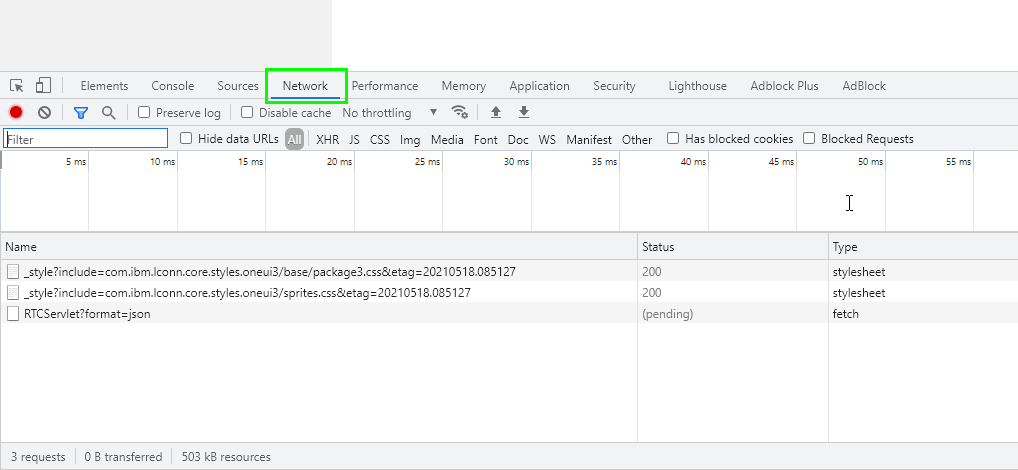 Elements Console Sources Network Performance Memory Application Security Lighthouse Adblock Plus AdBlock
Preserve log Disable cache No throttling
Filter Hide data URLs All XHR JS CSS Img Media Font Doc WS Manifest Other Has blocked cookies Blocked Requests
5 ms 10 ms 15 ms 20 ms 25 ms 30 ms 35 ms 40 ms 45 ms 50 ms 55 ms
Name Status Type
_style?include=com.ibm.lconn.core.styles.oneui3/base/package3.css&etag=20210518.085127 200 stylesheet
_style?include=com.ibm.lconn.core.styles.oneui3/sprites.css&etag=20210518.085127 200 stylesheet
RTCServlet?format=json (pending) fetch
3 requests 0 B transferred 503 kB resources